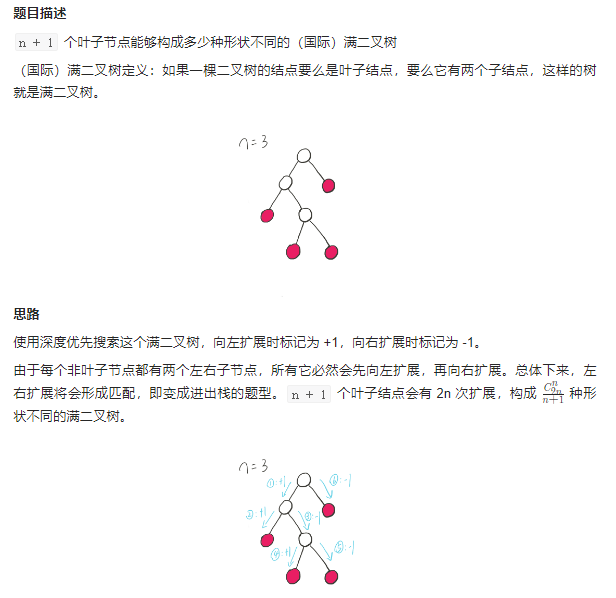 题目描述
n + 1 个叶子节点能够构成多少种形状不同的（国际）满二叉树
（国际）满二叉树定义：如果一棵二叉树的结点要么是叶子结点，要么它有两个子结点，这样的树
就是满二叉树。
n=3
思路
使用深度优先搜索这个满二叉树，向左扩展时标记为 +1，向右扩展时标记为 -1。
由于每个非叶子节点都有两个左右子节点，所有它必然会先向左扩展，再向右扩展。总体下来，左
右扩展将会形成匹配，即变成进出栈的题型。 n + 1 个叶子结点会有 2n 次扩展，构成 $\frac{C_{2n}^{n}}{n+1}$ 种形
状不同的满二叉树。
n=3
①:+1 ⑥:-1
②:+1 ③:-1
④:+1 ⑤:-1